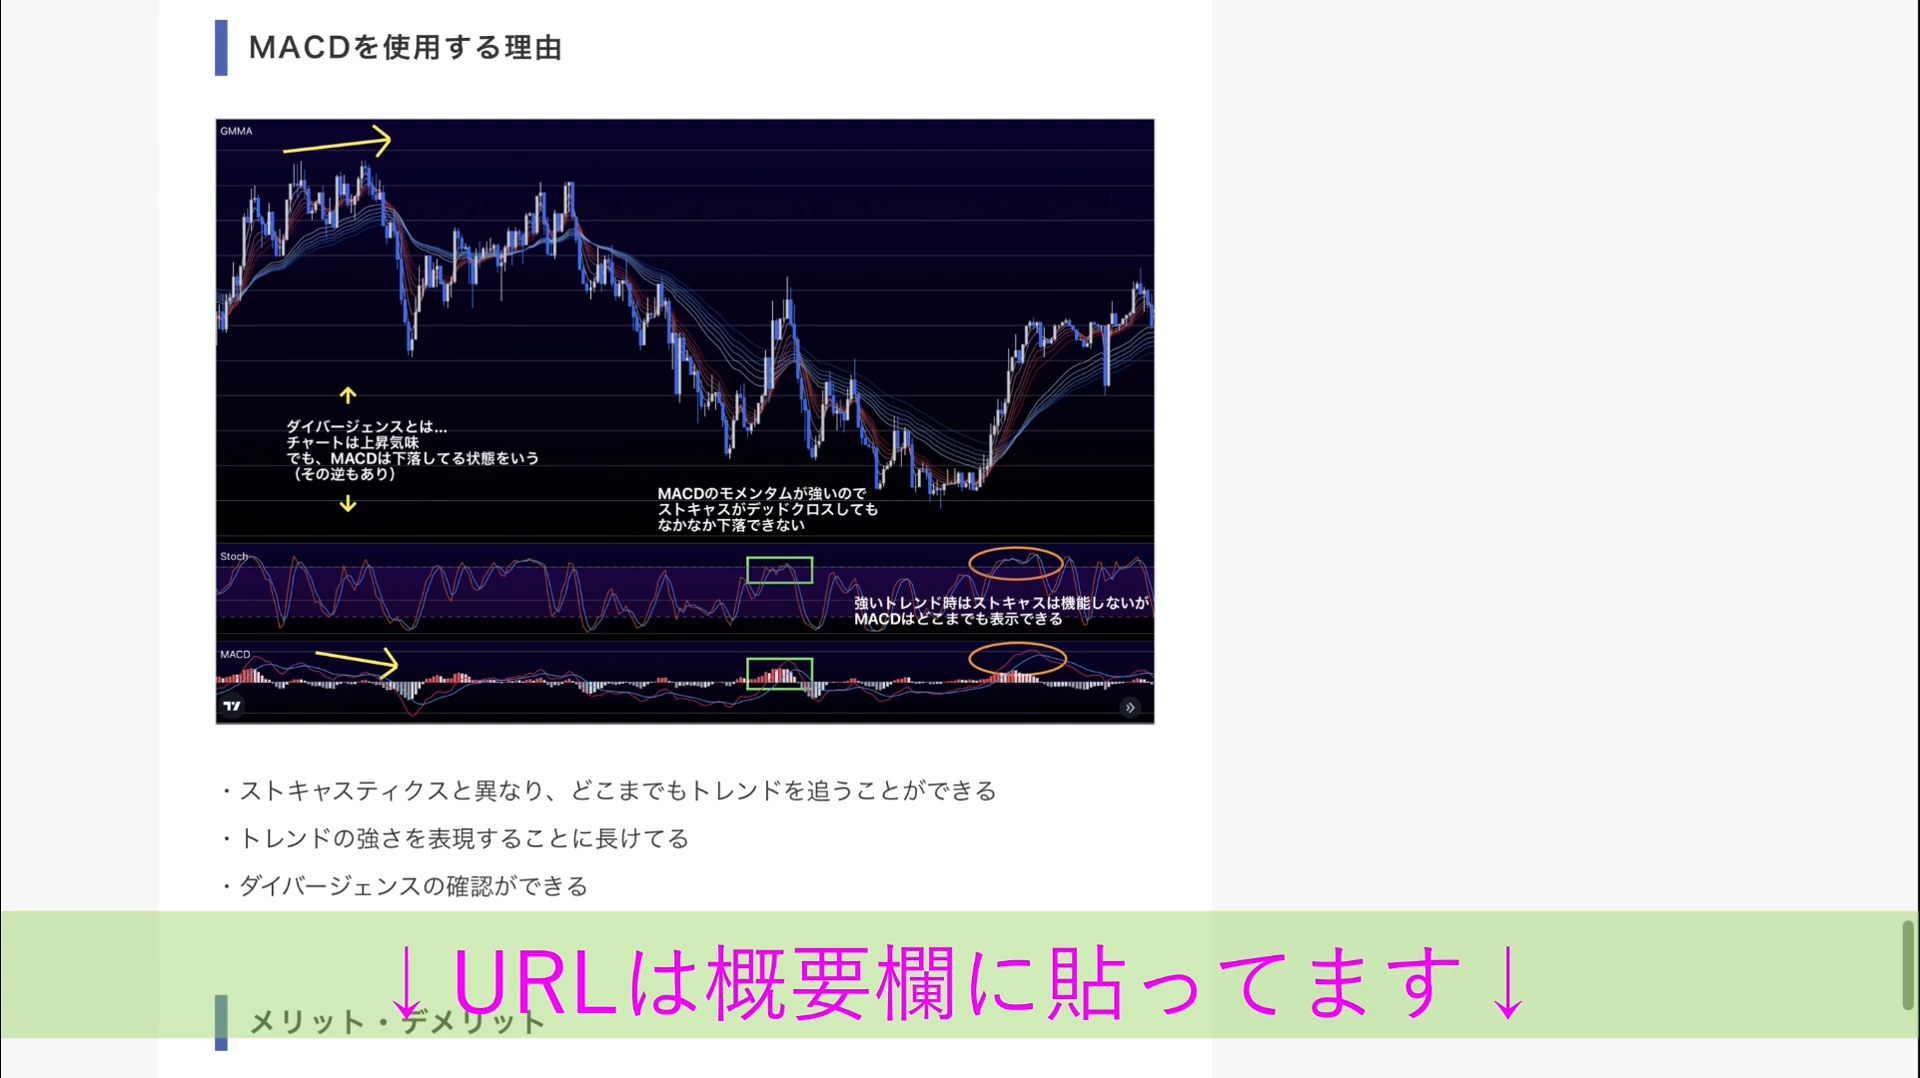 MACDを使用する理由
GMMA
ダイバージェンスとは...
チャートは上昇気味
でも、MACDは下落してる状態をいう
（その逆もあり）
MACDのモメンタムが強いので
ストキャスがデッドクロスしても
なかなか下落できない
Stoch
強いトレンド時はストキャスは機能しないが
MACDはどこまでも表示できる
MACD
・ストキャスティクスと異なり、どこまでもトレンドを追うことができる
・トレンドの強さを表現することに長けてる
・ダイバージェンスの確認ができる
↓URLは概要欄に貼ってます↓
メリット・デメリット